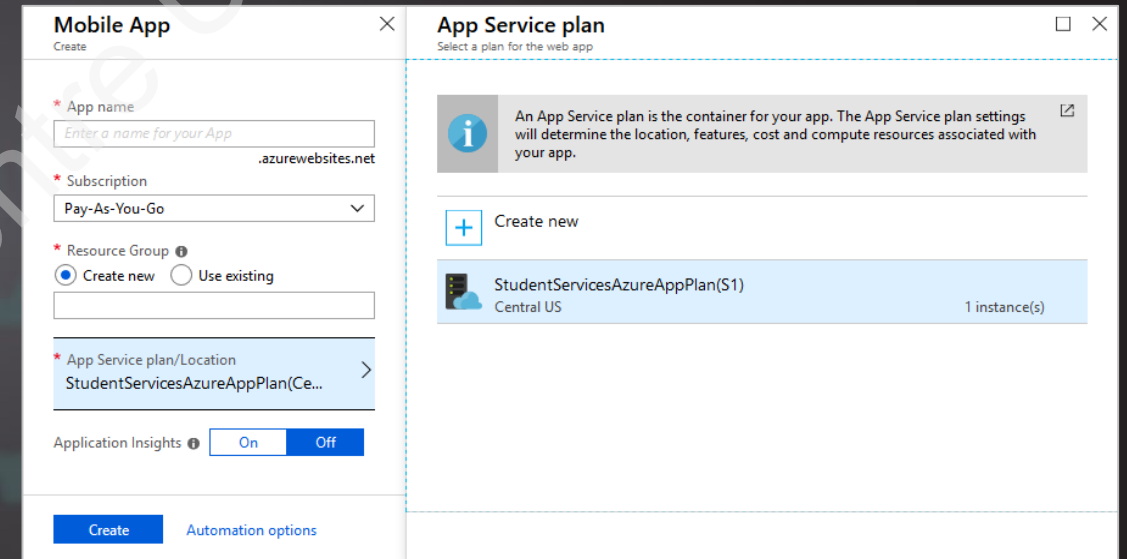 Mobile App
Create
* App name
Enter a name for your App
.azurewebsites.net
* Subscription
Pay-As-You-Go
* Resource Group
Create new Use existing
* App Service plan/Location
StudentServicesAzureAppPlan(Ce...
Application Insights On Off
Create Automation options
App Service plan
Select a plan for the web app
An App Service plan is the container for your app. The App Service plan settings
will determine the location, features, cost and compute resources associated with
your app.
Create new
StudentServicesAzureAppPlan(S1)
Central US 1 instance(s)